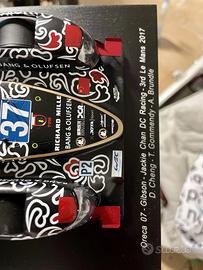 BANG & OLUFSEN
37
RICHARD MILLE
BANG & OLUFSEN
P2
Oreca 07 - Gibson - Jackie Chan DC Racing - 3rd Le Mans 2017
D. Cheng - T. Gommendy - A. Brundle
subito